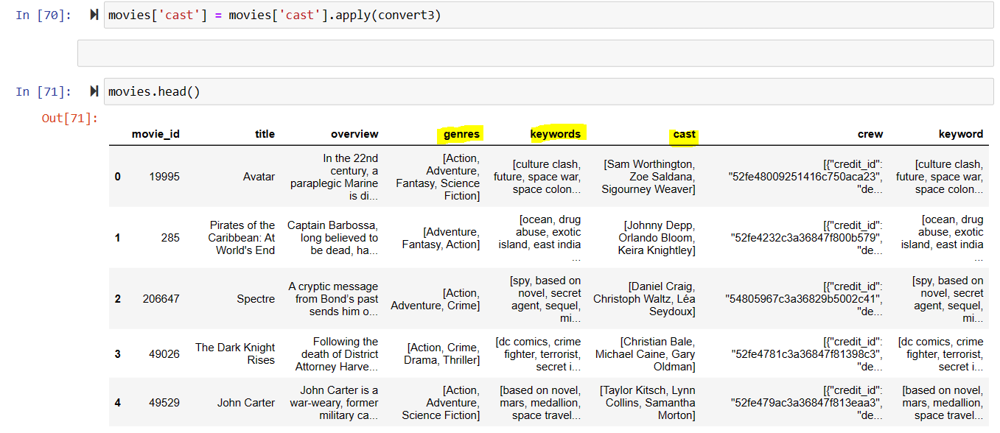 In [70]: movies['cast'] = movies['cast'].apply(convert3)
In [71]: movies.head()
Out[71]:
movie_id title overview genres keywords cast crew keyword
0 19995 Avatar In the 22nd century, a paraplegic Marine is di... [Action, Adventure, Fantasy, Science Fiction] [culture clash, future, space war, space colon... [Sam Worthington, Zoe Saldana, Sigourney Weaver] [{"credit_id": "52fe48009251416c750aca23", "de... [culture clash, future, space war, space colon...
1 285 Pirates of the Caribbean: At World's End Captain Barbossa, long believed to be dead, ha... [Adventure, Fantasy, Action] [ocean, drug abuse, exotic island, east india ... [Johnny Depp, Orlando Bloom, Keira Knightley] [{"credit_id": "52fe4232c3a36847f800b579", "de... [ocean, drug abuse, exotic island, east india ...
2 206647 Spectre A cryptic message from Bond’s past sends him o... [Action, Adventure, Crime] [spy, based on novel, secret agent, sequel, mi... [Daniel Craig, Christoph Waltz, Léa Seydoux] [{"credit_id": "54805967c3a36829b5002c41", "de... [spy, based on novel, secret agent, sequel, mi...
3 49026 The Dark Knight Rises Following the death of District Attorney Harve... [Action, Crime, Drama, Thriller] [dc comics, crime fighter, terrorist, secret i... [Christian Bale, Michael Caine, Gary Oldman] [{"credit_id": "52fe4781c3a36847f81398c3", "de... [dc comics, crime fighter, terrorist, secret i...
4 49529 John Carter John Carter is a war-weary, former military ca... [Action, Adventure, Science Fiction] [based on novel, mars, medallion, space travel... [Taylor Kitsch, Lynn Collins, Samantha Morton] [{"credit_id": "52fe479ac3a36847f813eaa3", "de... [based on novel, mars, medallion, space travel...